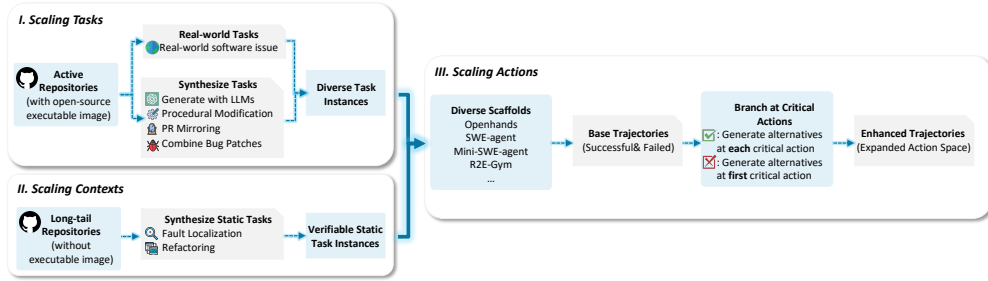 I. Scaling Tasks
Active
Repositories
(with open-source
executable image)
Real-world Tasks
Real-world software issue
Synthesize Tasks
Generate with LLMs
Procedural Modification
PR Mirroring
Combine Bug Patches
Diverse Task
Instances
II. Scaling Contexts
Long-tail
Repositories
(without
executable image)
Synthesize Static Tasks
Fault Localization
Refactoring
Verifiable Static
Task Instances
III. Scaling Actions
Diverse Scaffolds
Openhands
SWE-agent
Mini-SWE-agent
R2E-Gym
...
Base Trajectories
(Successful& Failed)
Branch at Critical
Actions
: Generate alternatives
at each critical action
: Generate alternatives
at first critical action
Enhanced Trajectories
(Expanded Action Space)